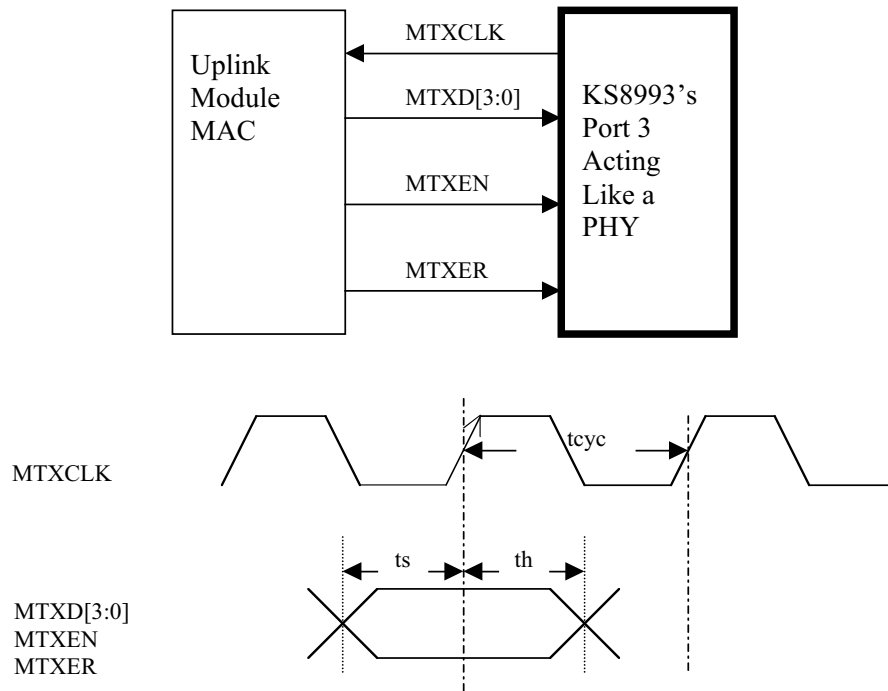 Uplink
Module
MAC
MTXCLK
MTXD[3:0]
MTXEN
MTXER
KS8993's
Port 3
Acting
Like a
PHY
tcyc
MTXCLK
ts
th
MTXD[3:0]
MTXEN
MTXER